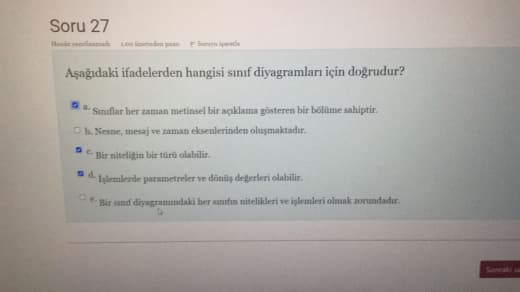 Soru 27
Henüz yanıtlanmadı 1,00 üzerinden puan Soruyu işaretle
Aşağıdaki ifadelerden hangisi sınıf diyagramları için doğrudur?
a. Sınıflar her zaman metinsel bir açıklama gösteren bir bölüme sahiptir.
b. Nesne, mesaj ve zaman eksenlerinden oluşmaktadır.
c. Bir niteliğin bir türü olabilir.
d. İşlemlerde parametreler ve dönüş değerleri olabilir.
e. Bir sınıf diyagramındaki her sınıfın nitelikleri ve işlemleri olmak zorundadır.
Sonraki